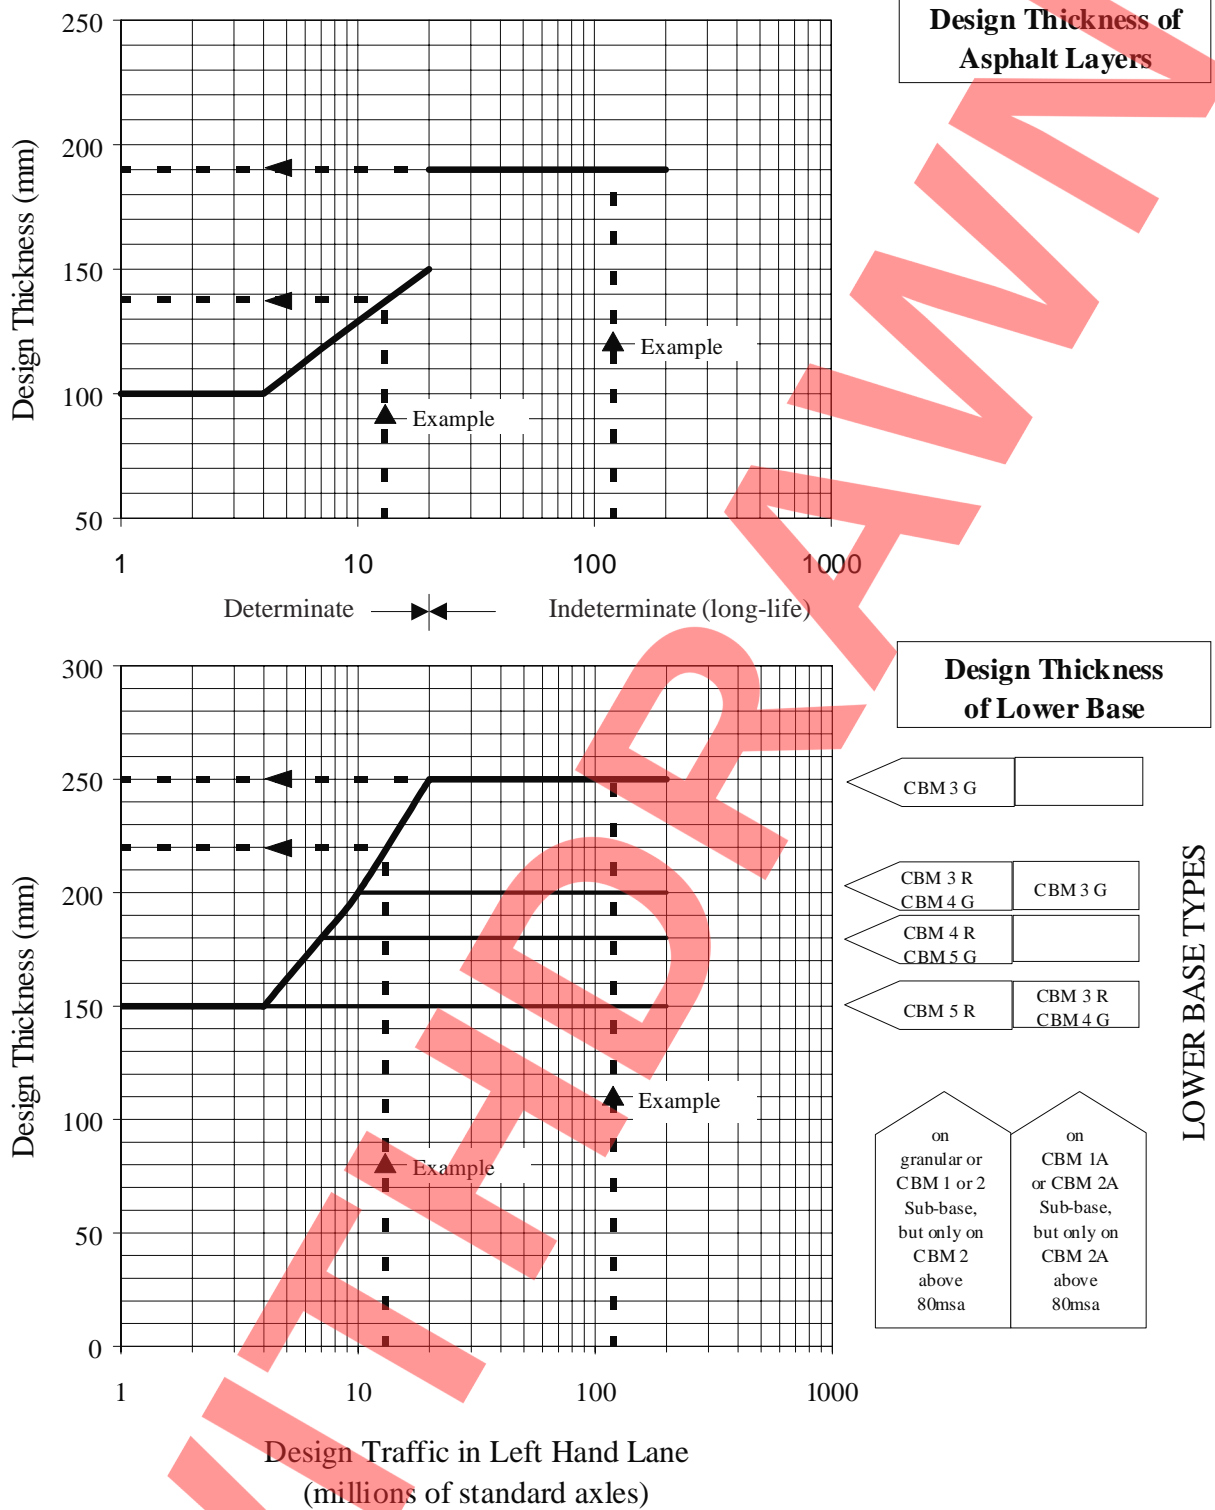 Design Thickness of
Asphalt Layers
Design Thickness (mm)
250
200
150
100
50
Example
Example
1
10
100
1000
Determinate
Indeterminate (long-life)
Design Thickness
of Lower Base
Design Thickness (mm)
300
250
200
150
100
50
0
Example
Example
1
10
100
1000
Design Traffic in Left Hand Lane
(millions of standard axles)
CBM 3 G
CBM 3 R
CBM 4 G
CBM 3 G
CBM 4 R
CBM 5 G
CBM 5 R
CBM 3 R
CBM 4 G
LOWER BASE TYPES
on
granular or
CBM 1 or 2
Sub-base,
but only on
CBM 2
above
80msa
on
CBM 1A
or CBM 2A
Sub-base,
but only on
CBM 2A
above
80msa
WITHDRAWN